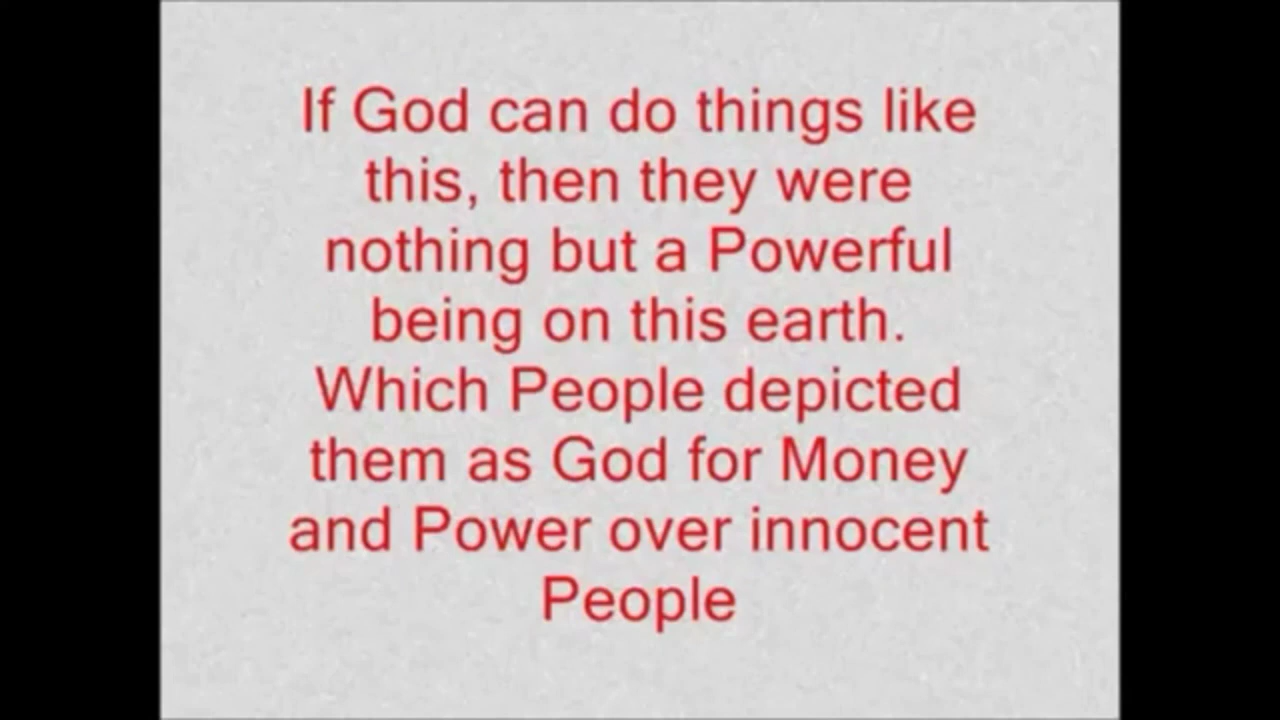 If God can do things like
this, then they were
nothing but a Powerful
being on this earth.
Which People depicted
them as God for Money
and Power over innocent
People